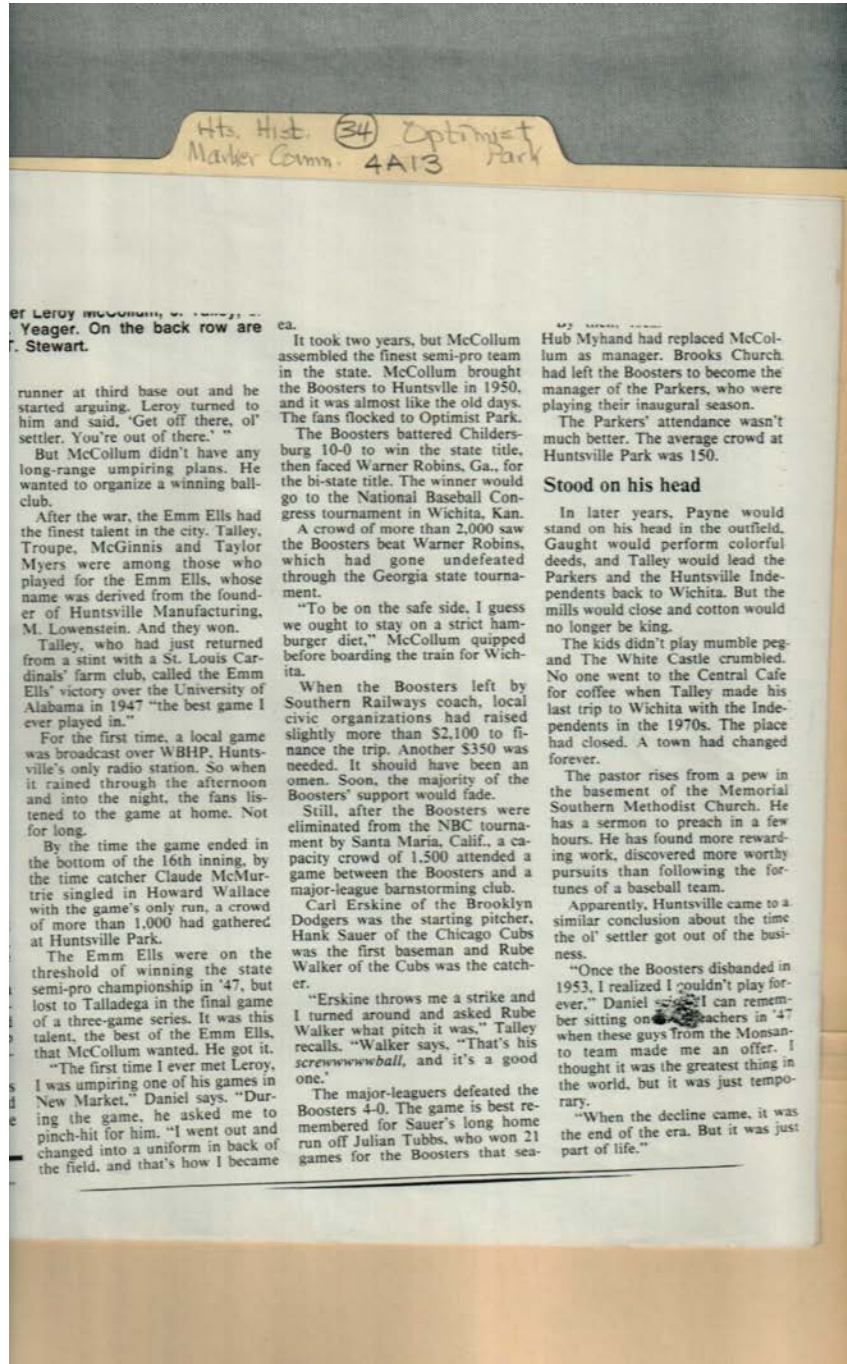 Hts. Hist. 34 Optimist
Marker Comm. 4A13 Park
er Leroy McCollum,
Yeager. On the back row are
T. Stewart.
runner at third base out and he
started arguing. Leroy turned to
him and said, ‘Get off there, ol’
settler. You’re out of there.’ ”
But McCollum didn’t have any
long-range umpiring plans. He
wanted to organize a winning ball-
club.
After the war, the Emm Ells had
the finest talent in the city. Talley,
Troupe, McGinnis and Taylor
Myers were among those who
played for the Emm Ells, whose
name was derived from the found-
er of Huntsville Manufacturing,
M. Lowenstein. And they won.
Talley, who had just returned
from a stint with a St. Louis Car-
dinals’ farm club, called the Emm
Ells’ victory over the University of
Alabama in 1947 “the best game I
ever played in.”
For the first time, a local game
was broadcast over WBHP, Hunts-
ville’s only radio station. So when
it rained through the afternoon
and into the night, the fans lis-
tened to the game at home. Not
for long.
By the time the game ended in
the bottom of the 16th inning, by
the time catcher Claude McMur-
trie singled in Howard Wallace
with the game’s only run, a crowd
of more than 1,000 had gathered
at Huntsville Park.
The Emm Ells were on the
threshold of winning the state
semi-pro championship in ’47, but
lost to Talladega in the final game
of a three-game series. It was this
talent, the best of the Emm Ells,
that McCollum wanted. He got it.
“The first time I ever met Leroy,
I was umpiring one of his games in
New Market,” Daniel says. “Dur-
ing the game, he asked me to
pinch-hit for him. “I went out and
changed into a uniform in back of
the field, and that’s how I became
ea.
It took two years, but McCollum
assembled the finest semi-pro team
in the state. McCollum brought
the Boosters to Huntsvlle in 1950,
and it was almost like the old days.
The fans flocked to Optimist Park.
The Boosters battered Childers-
burg 10-0 to win the state title,
then faced Warner Robins, Ga., for
the bi-state title. The winner would
go to the National Baseball Con-
gress tournament in Wichita, Kan.
A crowd of more than 2,000 saw
the Boosters beat Warner Robins,
which had gone undefeated
through the Georgia state tourna-
ment.
“To be on the safe side, I guess
we ought to stay on a strict ham-
burger diet,” McCollum quipped
before boarding the train for Wich-
ita.
When the Boosters left by
Southern Railways coach, local
civic organizations had raised
slightly more than $2,100 to fi-
nance the trip. Another $350 was
needed. It should have been an
omen. Soon, the majority of the
Boosters’ support would fade.
Still, after the Boosters were
eliminated from the NBC tourna-
ment by Santa Maria, Calif., a ca-
pacity crowd of 1,500 attended a
game between the Boosters and a
major-league barnstorming club.
Carl Erskine of the Brooklyn
Dodgers was the starting pitcher,
Hank Sauer of the Chicago Cubs
was the first baseman and Rube
Walker of the Cubs was the catch-
er.
“Erskine throws me a strike and
I turned around and asked Rube
Walker what pitch it was,” Talley
recalls. “Walker says, “That’s his
screwwwwwball, and it’s a good
one.’
The major-leaguers defeated the
Boosters 4-0. The game is best re-
membered for Sauer’s long home
run off Julian Tubbs, who won 21
games for the Boosters that sea-
Hub Myhand had replaced McCol-
lum as manager. Brooks Church
had left the Boosters to become the
manager of the Parkers, who were
playing their inaugural season.
The Parkers’ attendance wasn’t
much better. The average crowd at
Huntsville Park was 150.
Stood on his head
In later years, Payne would
stand on his head in the outfield,
Gaught would perform colorful
deeds, and Talley would lead the
Parkers and the Huntsville Inde-
pendents back to Wichita. But the
mills would close and cotton would
no longer be king.
The kids didn’t play mumble peg-
and The White Castle crumbled.
No one went to the Central Cafe
for coffee when Talley made his
last trip to Wichita with the Inde-
pendents in the 1970s. The place
had closed. A town had changed
forever.
The pastor rises from a pew in
the basement of the Memorial
Southern Methodist Church. He
has a sermon to preach in a few
hours. He has found more reward-
ing work, discovered more worthy
pursuits than following the for-
tunes of a baseball team.
Apparently, Huntsville came to a
similar conclusion about the time
the ol’ settler got out of the busi-
ness.
“Once the Boosters disbanded in
1953, I realized I couldn’t play for-
ever,” Daniel I can remem-
ber sitting on eachers in ’47
when these guys from the Monsan-
to team made me an offer. I
thought it was the greatest thing in
the world, but it was just tempo-
rary.
“When the decline came, it was
the end of the era. But it was just
part of life.”